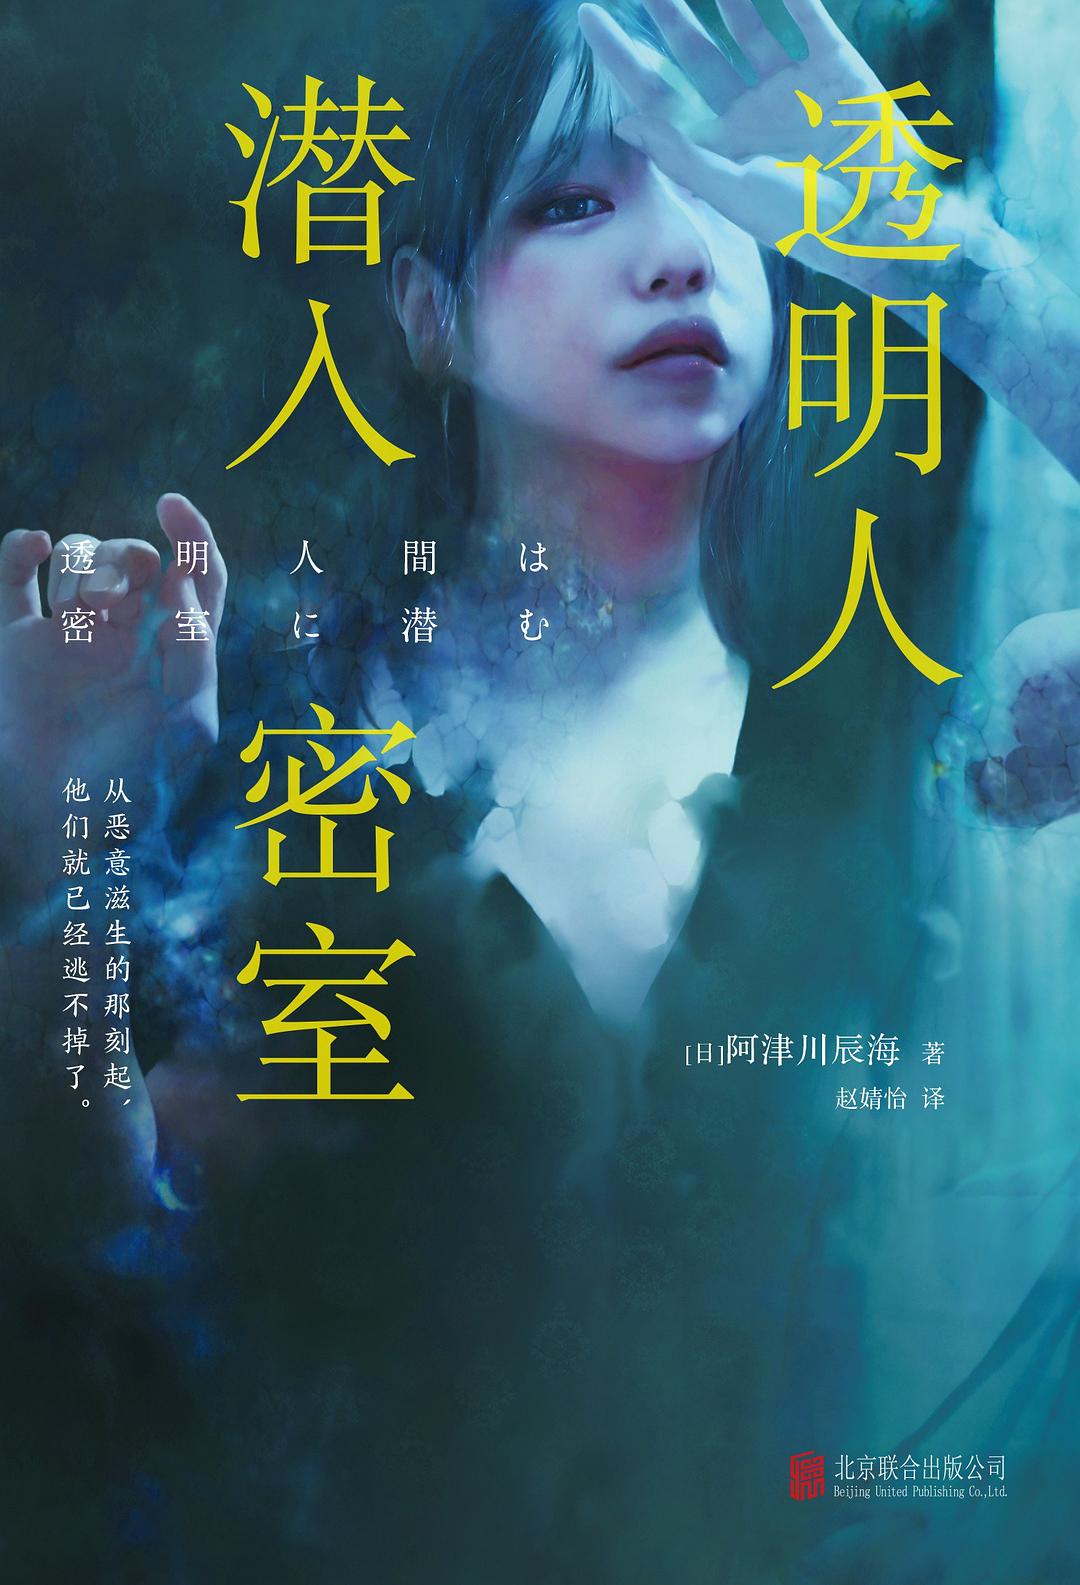 透明人
潜入密室
透明人間は
密室に潜む
从恶意滋生的那刻起，
他们就已经逃不掉了。
[日]阿津川辰海 著
赵婧怡 译
北京联合出版公司
Beijing United Publishing Co.,Ltd.